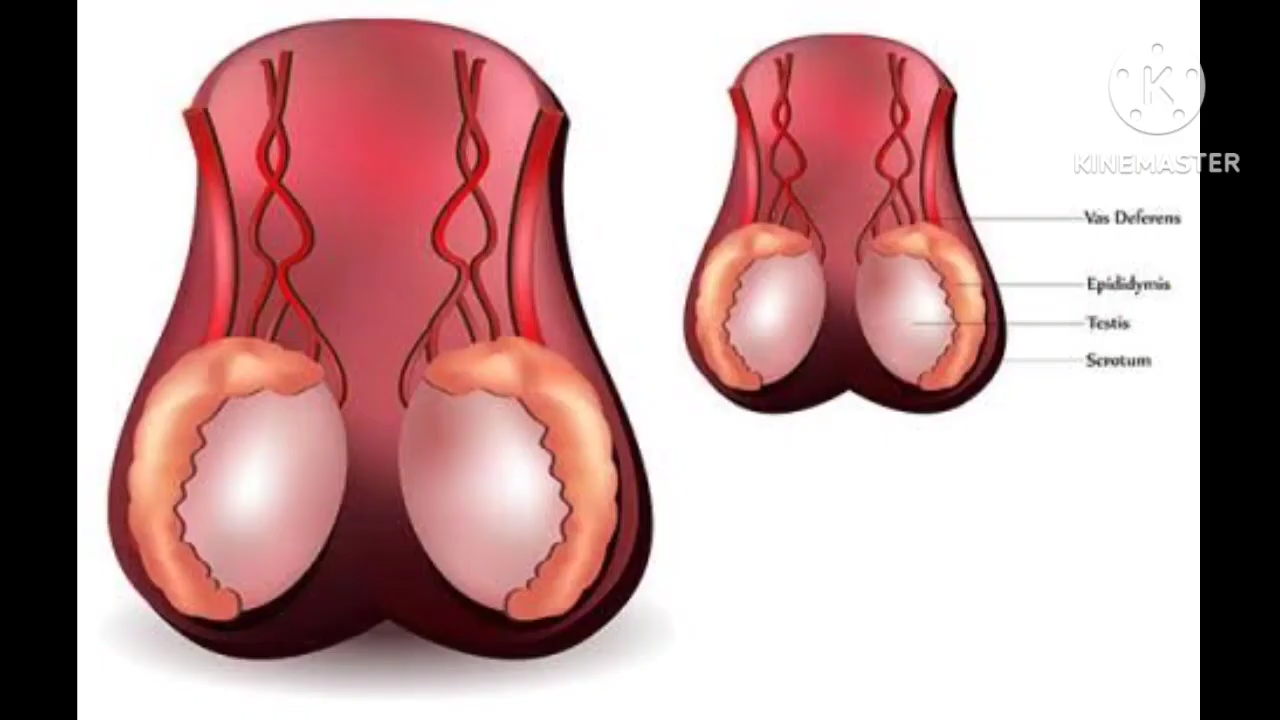 K
KINEMASTER
Vas Deferens
Epididymis
Testis
Scrotum